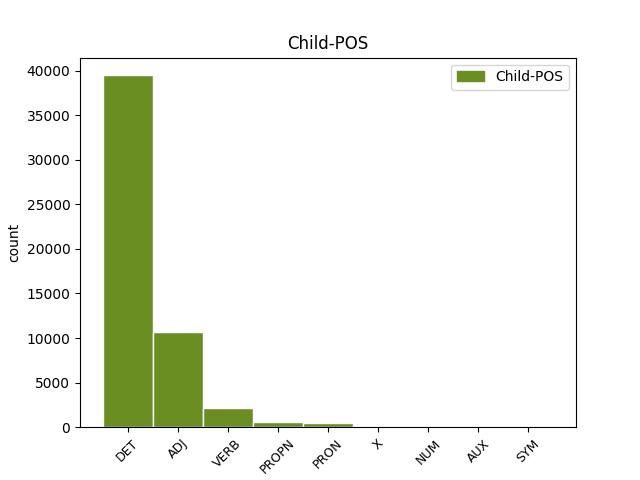 Child-POS
Child-POS
40000
35000
30000
25000
20000
15000
10000
5000
0
count
DET ADJ VERB PROPN PRON X NUM AUX SYM